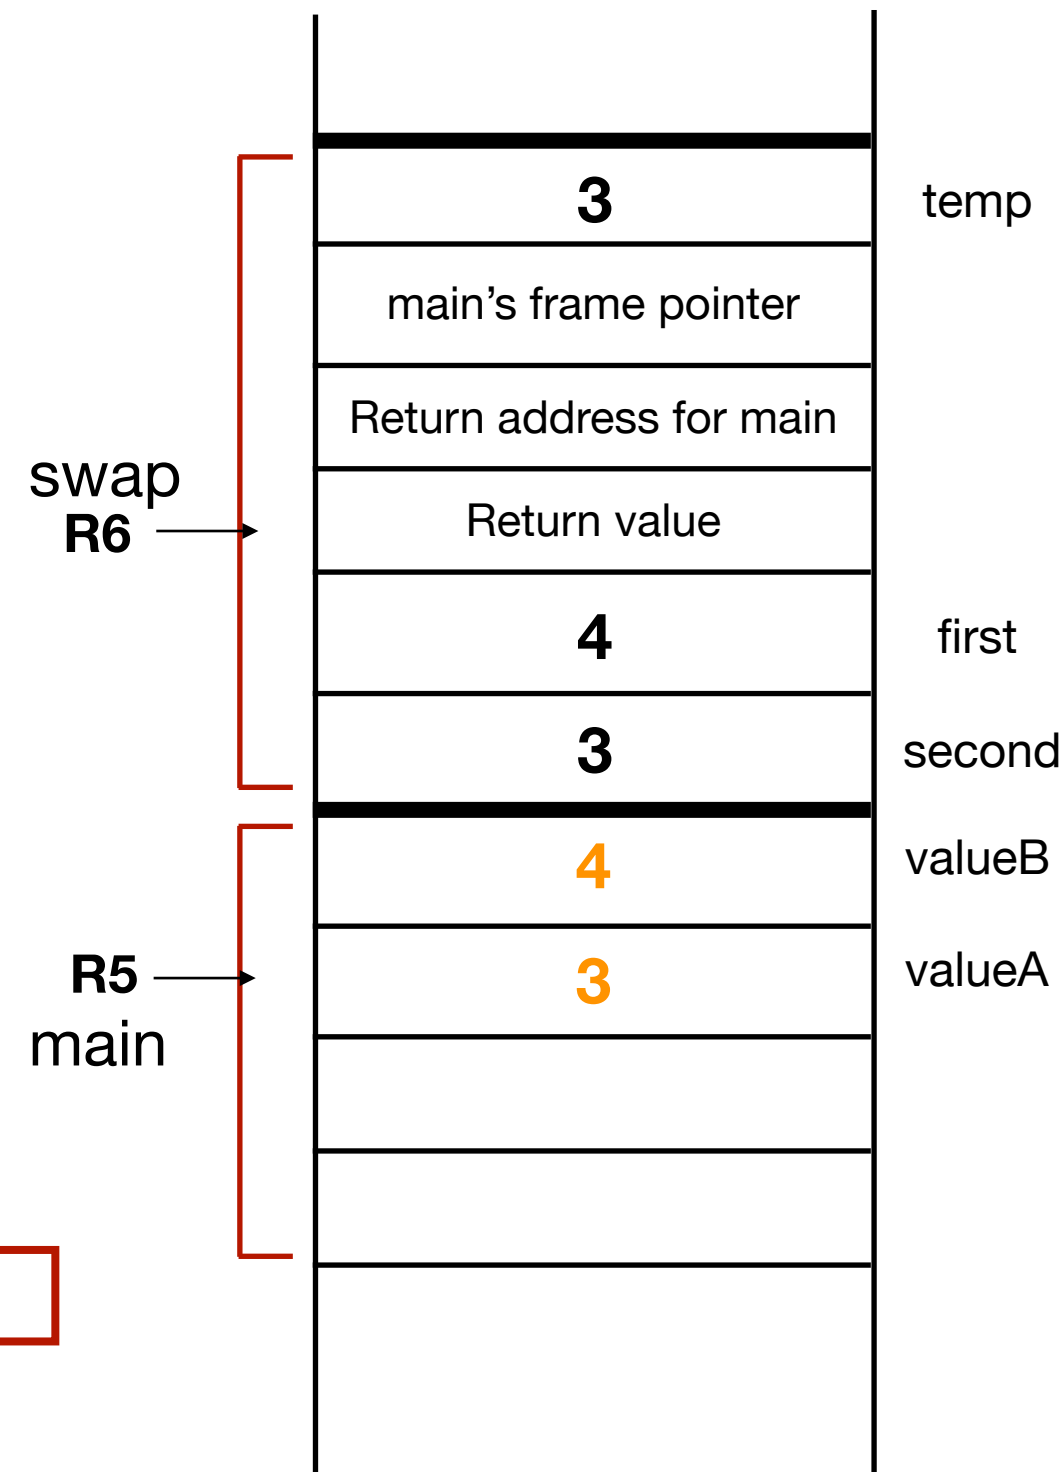 3 temp
main’s frame pointer
Return address for main
swap
R6
Return value
4 first
3 second
4 valueB
R5
3 valueA
main